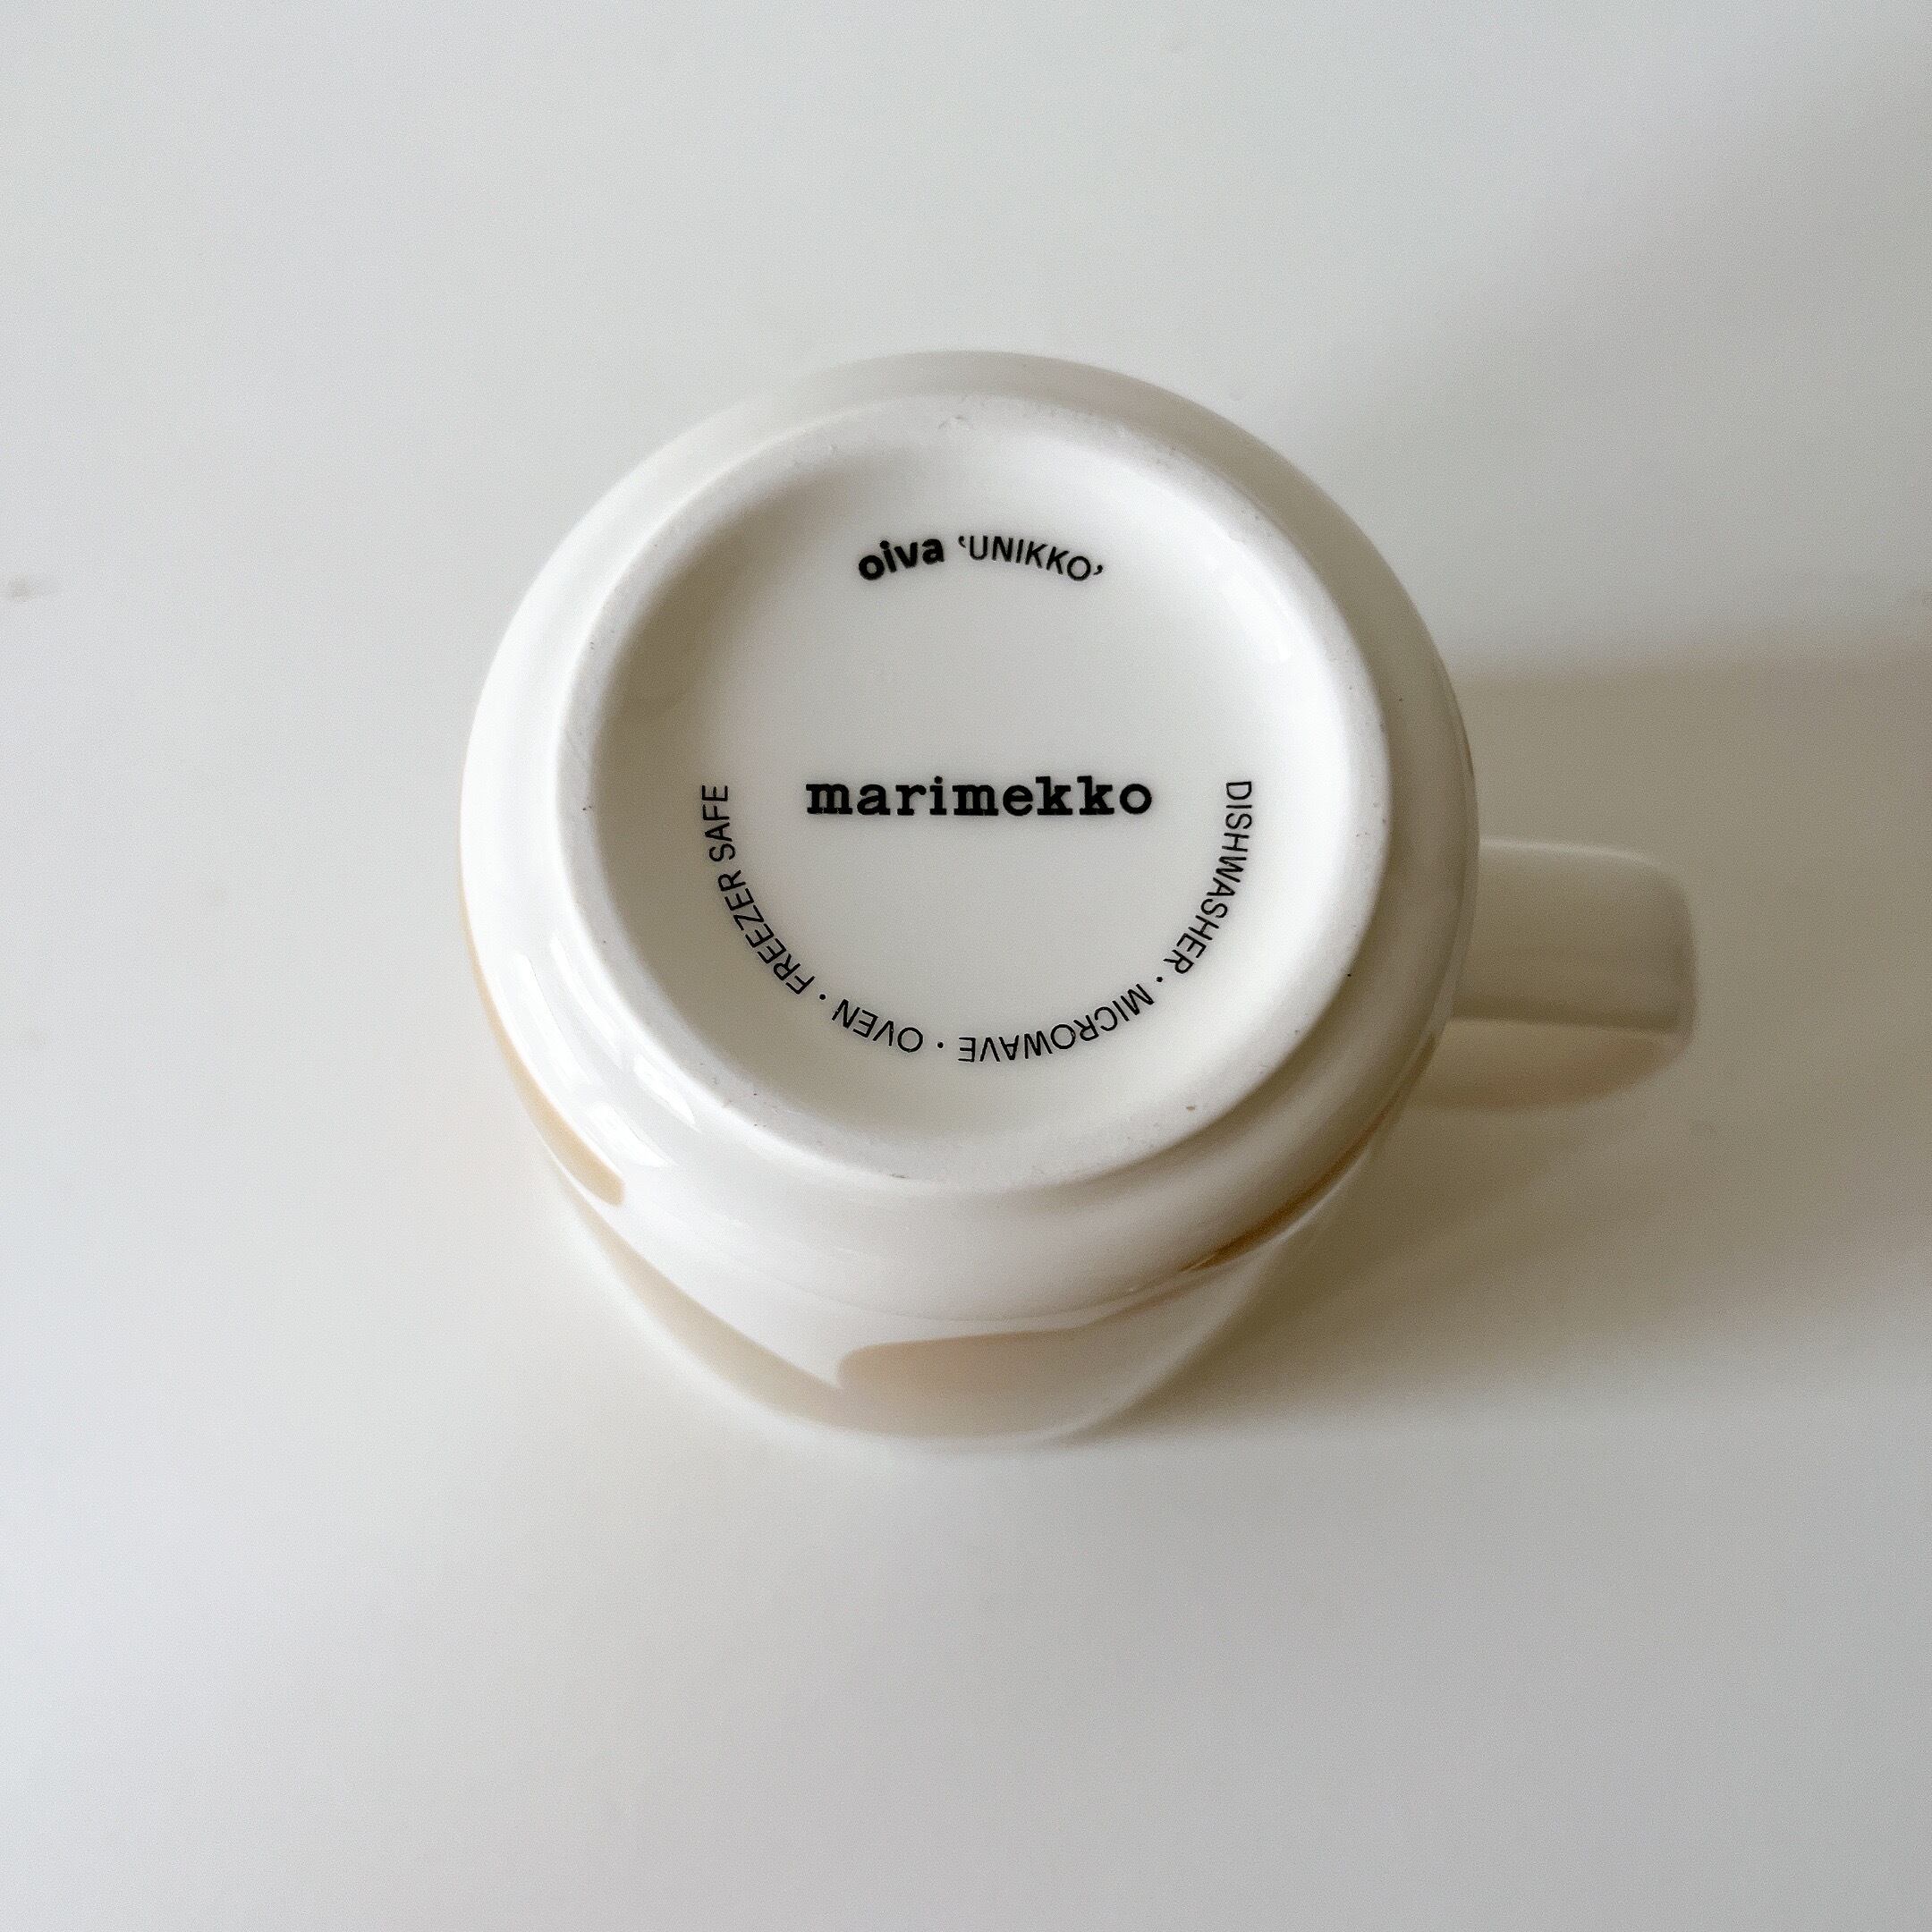 oiva ‘UNIKKO’
marimekko
DISHWASHER · MICROWAVE · OVEN · FREEZER SAFE